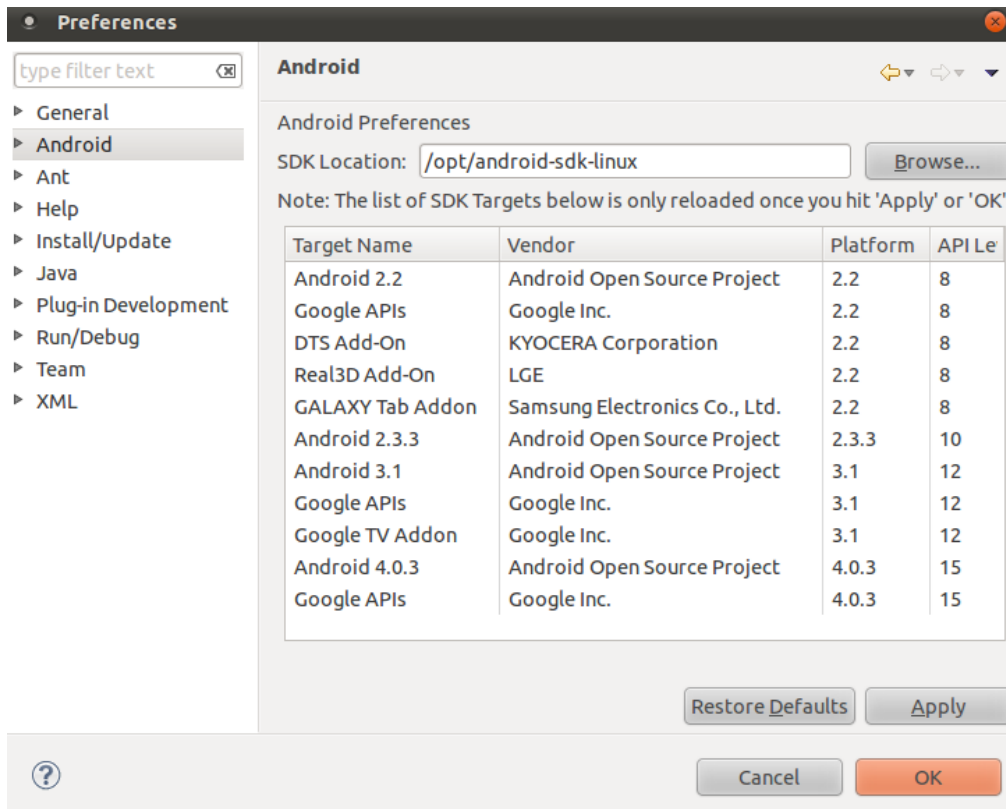 Preferences
type filter text
General
Android
Ant
Help
Install/Update
Java
Plug-in Development
Run/Debug
Team
XML
Android
Android Preferences
SDK Location: /opt/android-sdk-linux Browse...
Note: The list of SDK Targets below is only reloaded once you hit 'Apply' or 'OK'
Target Name Vendor Platform API Le
Android 2.2 Android Open Source Project 2.2 8
Google APIs Google Inc. 2.2 8
DTS Add-On KYOCERA Corporation 2.2 8
Real3D Add-On LGE 2.2 8
GALAXY Tab Addon Samsung Electronics Co., Ltd. 2.2 8
Android 2.3.3 Android Open Source Project 2.3.3 10
Android 3.1 Android Open Source Project 3.1 12
Google APIs Google Inc. 3.1 12
Google TV Addon Google Inc. 3.1 12
Android 4.0.3 Android Open Source Project 4.0.3 15
Google APIs Google Inc. 4.0.3 15
Restore Defaults Apply
? Cancel OK